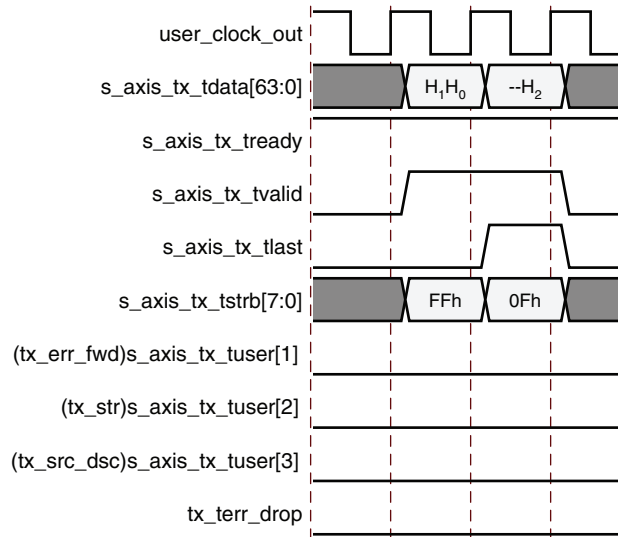 user_clock_out
s_axis_tx_tdata[63:0] H₁H₀ --H₂
s_axis_tx_tready
s_axis_tx_tvalid
s_axis_tx_tlast
s_axis_tx_tstrb[7:0] FFh 0Fh
(tx_err_fwd)s_axis_tx_tuser[1]
(tx_str)s_axis_tx_tuser[2]
(tx_src_dsc)s_axis_tx_tuser[3]
tx_terr_drop